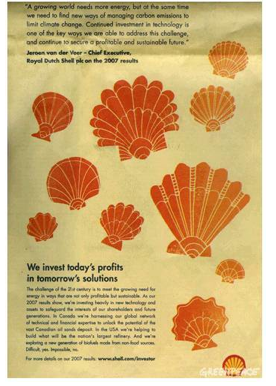 "A growing world needs more energy, but at the same time
we need to find new ways of managing carbon emissions to
limit climate change. Continued investment in technology is
one of the key ways we are able to address this challenge,
and continue to secure a profitable and sustainable future."
Jeroen van der Veer – Chief Executive,
Royal Dutch Shell plc on the 2007 results
We invest today's profits
in tomorrow's solutions
The challenge of the 21st century is to meet the growing need for
energy in ways that are not only profitable but sustainable. As our
2007 results show, we're investing heavily in new technology and
assets to safeguard the interests of our shareholders and future
generations. In Canada we're harnessing our global network
of technical and financial expertise to unlock the potential of the
vast Canadian oil sands deposit. In the USA we're helping to
build what will be the nation's largest refinery. And we're
exploring a new generation of biofuels made from non-food sources.
Difficult, yes. Impossible, no.
For more details on our 2007 results: www.shell.com/investor
GREENPEACE